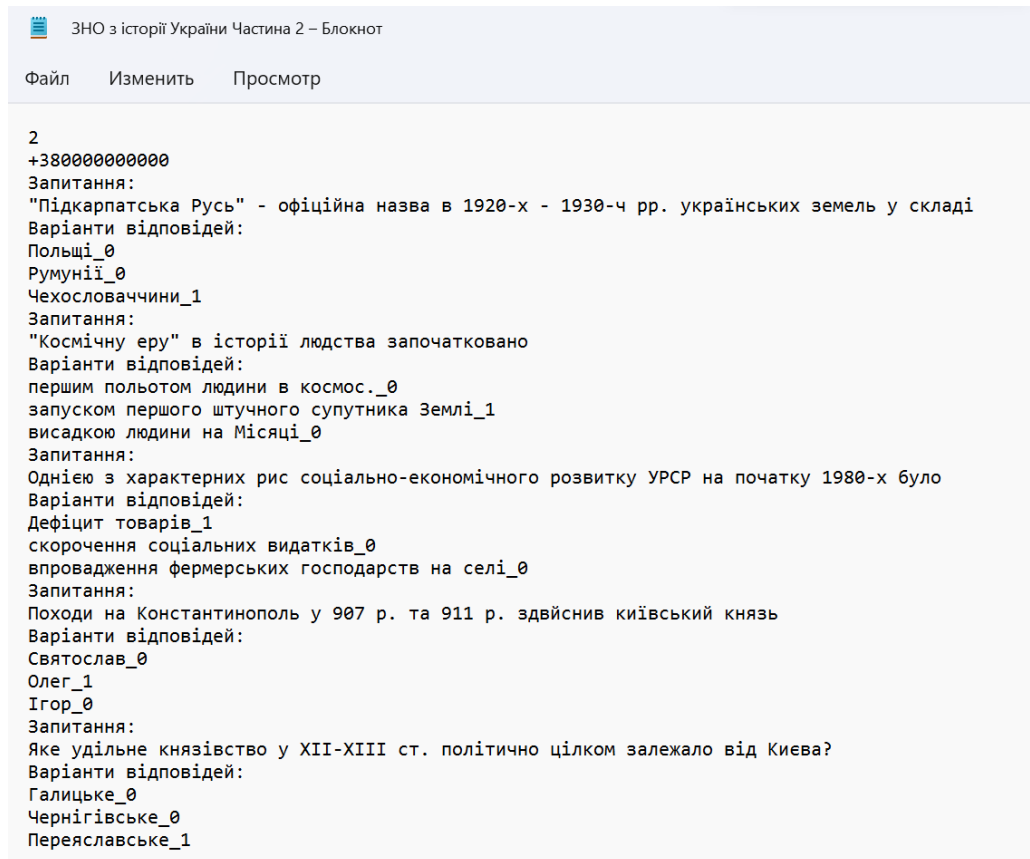 ЗНО з історії України Частина 2 – Блокнот
Файл Изменить Просмотр
2
+380000000000
Запитання:
"Підкарпатська Русь" - офіційна назва в 1920-х - 1930-ч рр. українських земель у складі
Варіанти відповідей:
Польщі_0
Румунії_0
Чехословаччини_1
Запитання:
"Космічну еру" в історії людства започатковано
Варіанти відповідей:
першим польотом людини в космос._0
запуском першого штучного супутника Землі_1
висадкою людини на Місяці_0
Запитання:
Однією з характерних рис соціально-економічного розвитку УРСР на початку 1980-х було
Варіанти відповідей:
Дефіцит товарів_1
скорочення соціальних видатків_0
впровадження фермерських господарств на селі_0
Запитання:
Походи на Константинополь у 907 р. та 911 р. здвйснив київський князь
Варіанти відповідей:
Святослав_0
Олег_1
Ігор_0
Запитання:
Яке удільне князівство у XII-XIII ст. політично цілком залежало від Києва?
Варіанти відповідей:
Галицьке_0
Чернігівське_0
Переяславське_1